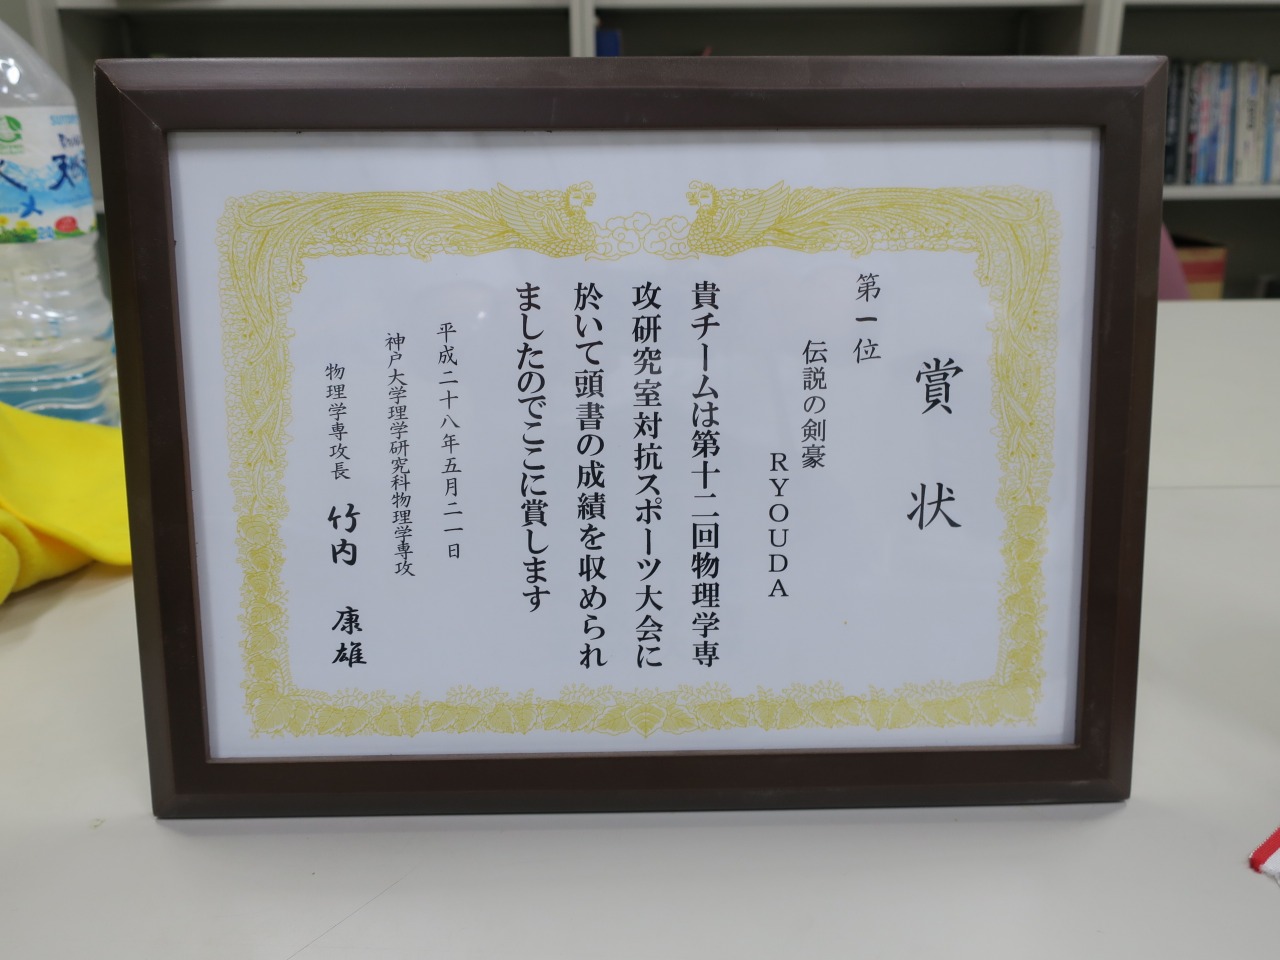 賞状
第一位
伝説の剣豪
RYOUDA
貴チームは第十二回物理学専
攻研究室対抗スポーツ大会に
於いて頭書の成績を収められ
ましたのでここに賞します
平成二十八年五月二一日
神戸大学理学研究科物理学専攻
物理学専攻長 竹内 康雄